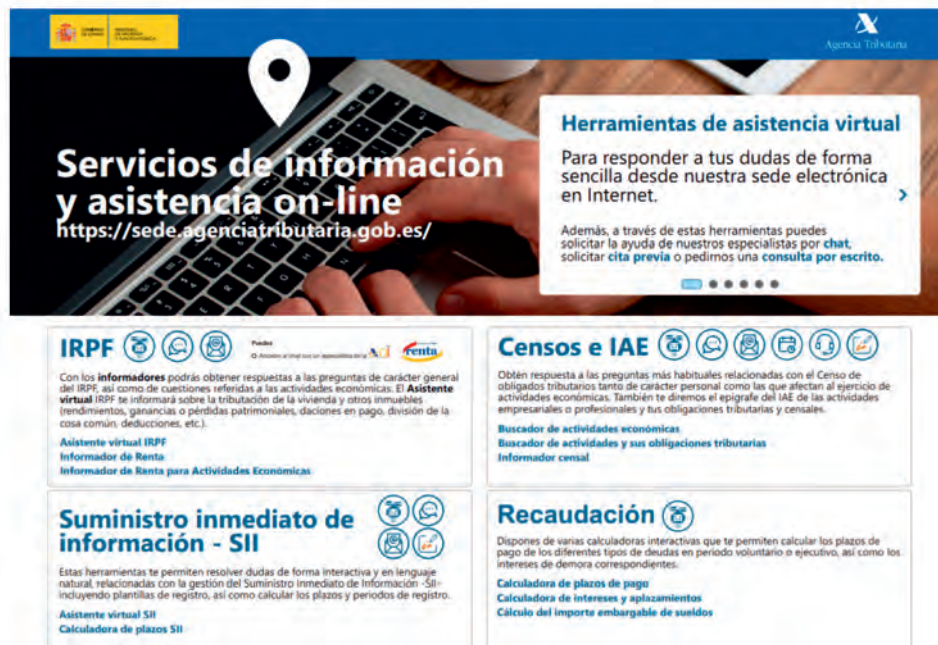 GOBIERNO DE ESPAÑA
MINISTERIO DE HACIENDA Y FUNCIÓN PÚBLICA
Agencia Tributaria
Servicios de información
y asistencia on-line
https://sede.agenciatributaria.gob.es/
Herramientas de asistencia virtual
Para responder a tus dudas de forma
sencilla desde nuestra sede electrónica
en Internet.
Además, a través de estas herramientas puedes
solicitar la ayuda de nuestros especialistas por chat,
solicitar cita previa o pedirnos una consulta por escrito.
IRPF
Puedes
renta
Con los informadores podrás obtener respuestas a las preguntas de carácter general
del IRPF, así como de cuestiones referidas a las actividades económicas. El Asistente
virtual IRPF te informará sobre la tributación de la vivienda y otros inmuebles
(rendimientos, ganancias o pérdidas patrimoniales, daciones en pago, división de la
cosa común, deducciones, etc.).
Asistente virtual IRPF
Informador de Renta
Informador de Renta para Actividades Económicas
Censos e IAE
Obtén respuesta a las preguntas más habituales relacionadas con el Censo de
obligados tributarios tanto de carácter personal como las que afectan al ejercicio de
actividades económicas. También te diremos el epígrafe del IAE de las actividades
empresariales o profesionales y tus obligaciones tributarias y censales.
Buscador de actividades económicas
Buscador de actividades y sus obligaciones tributarias
Informador censal
Suministro inmediato de
información - SII
Estas herramientas te permiten resolver dudas de forma interactiva y en lenguaje
natural, relacionadas con la gestión del Suministro Inmediato de Información -SII-
incluyendo plantillas de registro, así como calcular los plazos y periodos de registro.
Asistente virtual SII
Calculadora de plazos SII
Recaudación
Dispones de varias calculadoras interactivas que te permiten calcular los plazos de
pago de los diferentes tipos de deudas en periodo voluntario o ejecutivo, así como los
intereses de demora correspondientes.
Calculadora de plazos de pago
Calculadora de intereses y aplazamientos
Cálculo del importe embargable de sueldos